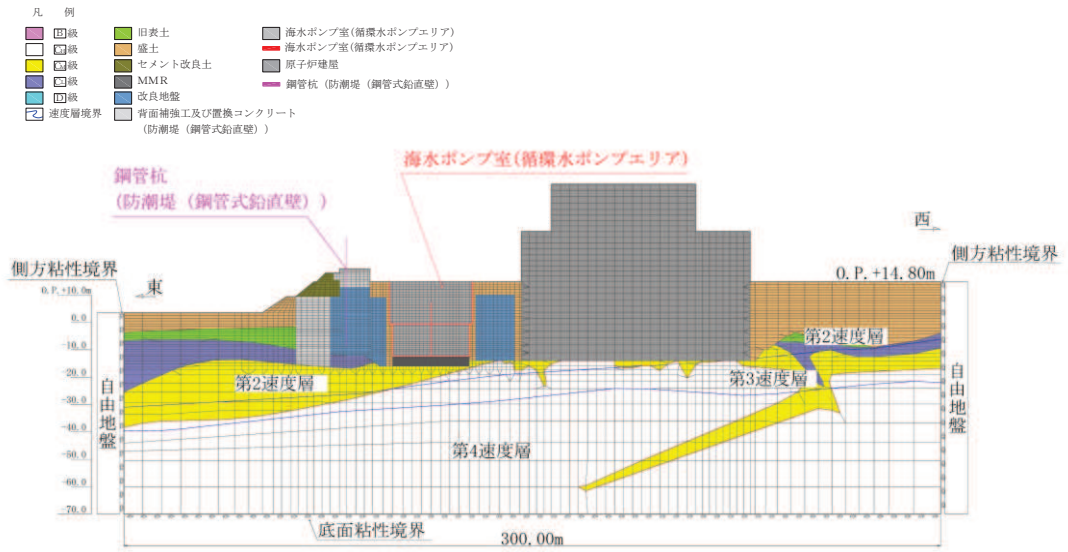 凡 例
B級
CH級
CM級
CL級
D級
速度層境界
旧表土
盛土
セメント改良土
MMR
改良地盤
背面補強工及び置換コンクリート
(防潮堤（鋼管式鉛直壁）)
海水ポンプ室(循環水ポンプエリア)
海水ポンプ室(循環水ポンプエリア)
原子炉建屋
鋼管杭（防潮堤（鋼管式鉛直壁））
海水ポンプ室(循環水ポンプエリア)
鋼管杭
(防潮堤（鋼管式鉛直壁）)
西
側方粘性境界
側方粘性境界
O.P.+14.80m
東
O.P.+10.0m
0.0
-10.0
-20.0
-30.0
-40.0
-50.0
-60.0
-70.0
自由地盤
自由地盤
第2速度層
第2速度層
第3速度層
第4速度層
底面粘性境界
300.00m